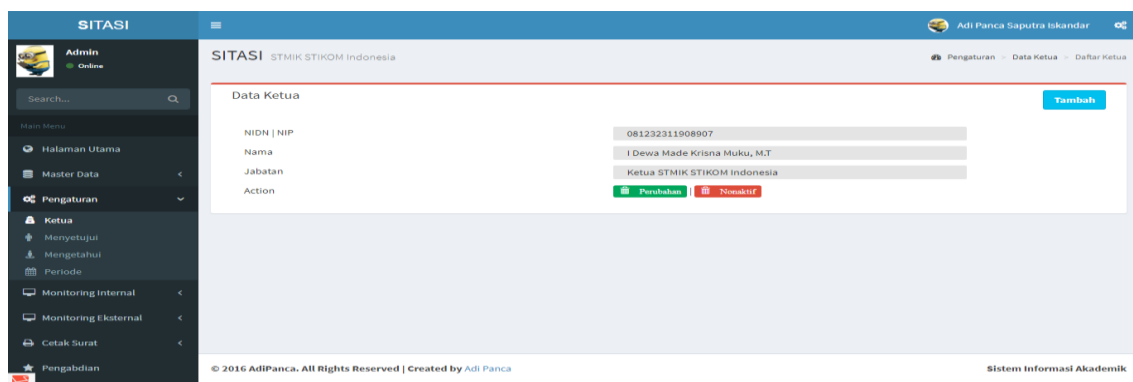 SITASI
Adi Panca Saputra Iskandar
Admin
Online
Search...
Main Menu
Halaman Utama
Master Data
Pengaturan
Ketua
Menyetujui
Mengetahui
Periode
Monitoring Internal
Monitoring Eksternal
Cetak Surat
Pengabdian
SITASI STMIK STIKOM Indonesia
Pengaturan > Data Ketua > Daftar Ketua
Data Ketua
Tambah
NIDN | NIP 081232311908907
Nama I Dewa Made Krisna Muku, M.T
Jabatan Ketua STMIK STIKOM Indonesia
Action Perubahan | Nonaktif
© 2016 AdiPanca. All Rights Reserved | Created by Adi Panca
Sistem Informasi Akademik